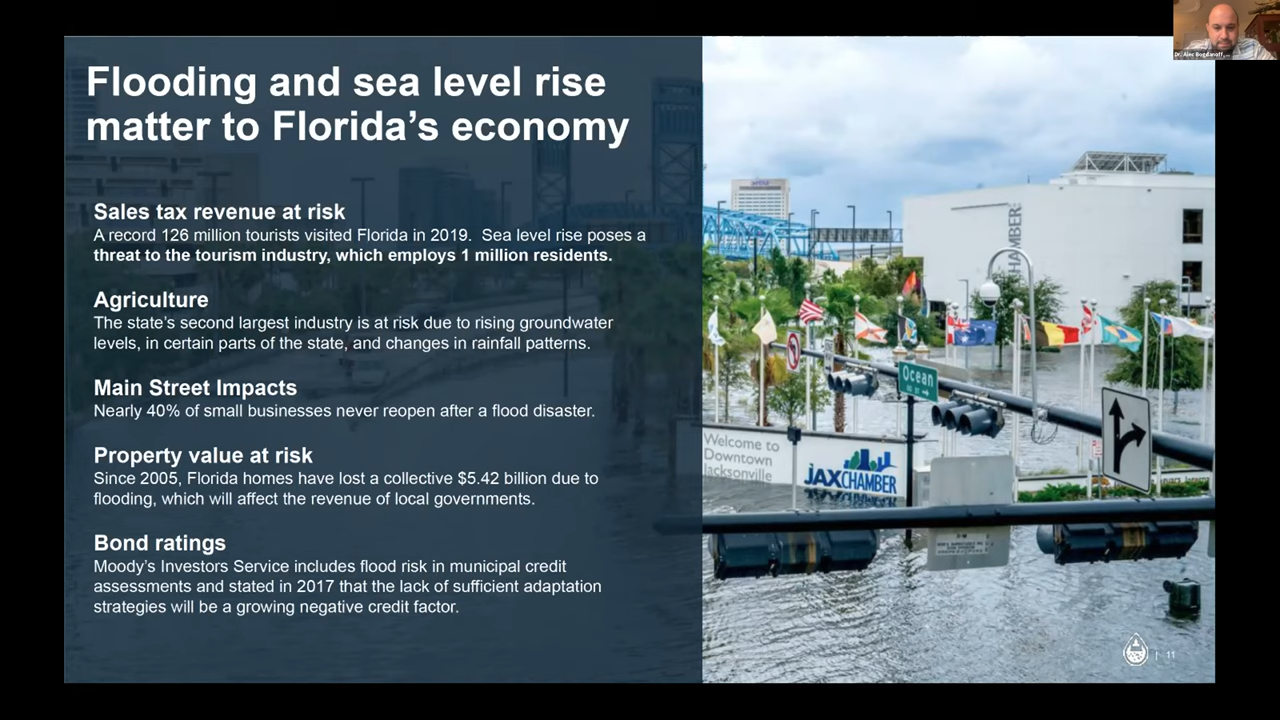 Dr. Alec Bogdanoff,
Flooding and sea level rise
matter to Florida's economy
Sales tax revenue at risk
A record 126 million tourists visited Florida in 2019.  Sea level rise poses a
threat to the tourism industry, which employs 1 million residents.
Agriculture
The state's second largest industry is at risk due to rising groundwater
levels, in certain parts of the state, and changes in rainfall patterns.
Main Street Impacts
Nearly 40% of small businesses never reopen after a flood disaster.
Property value at risk
Since 2005, Florida homes have lost a collective $5.42 billion due to
flooding, which will affect the revenue of local governments.
Bond ratings
Moody's Investors Service includes flood risk in municipal credit
assessments and stated in 2017 that the lack of sufficient adaptation
strategies will be a growing negative credit factor.
CHAMBER
Ocean
Welcome to
Downtown
Jacksonville
JAXCHAMBER
| 11